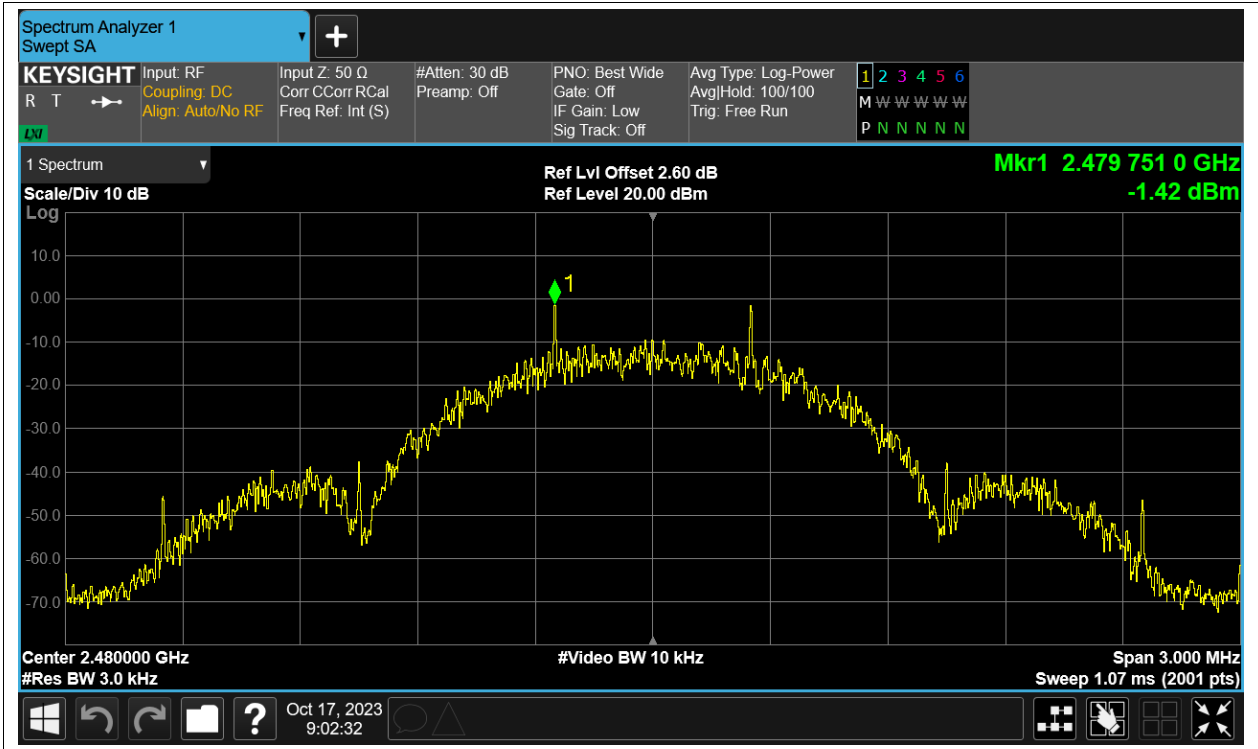 Spectrum Analyzer 1
Swept SA
+
KEYSIGHT
R T
LXI
Input: RF
Coupling: DC
Align: Auto/No RF
Input Z: 50 Ω
Corr CCorr RCal
Freq Ref: Int (S)
#Atten: 30 dB
Preamp: Off
PNO: Best Wide
Gate: Off
IF Gain: Low
Sig Track: Off
Avg Type: Log-Power
Avg|Hold: 100/100
Trig: Free Run
1 2 3 4 5 6
M W W W W W
P N N N N N
1 Spectrum
Scale/Div 10 dB
Log
Ref Lvl Offset 2.60 dB
Ref Level 20.00 dBm
Mkr1 2.479 751 0 GHz
-1.42 dBm
10.0
0.00
-10.0
-20.0
-30.0
-40.0
-50.0
-60.0
-70.0
1
Center 2.480000 GHz
#Res BW 3.0 kHz
#Video BW 10 kHz
Span 3.000 MHz
Sweep 1.07 ms (2001 pts)
?
Oct 17, 2023
9:02:32